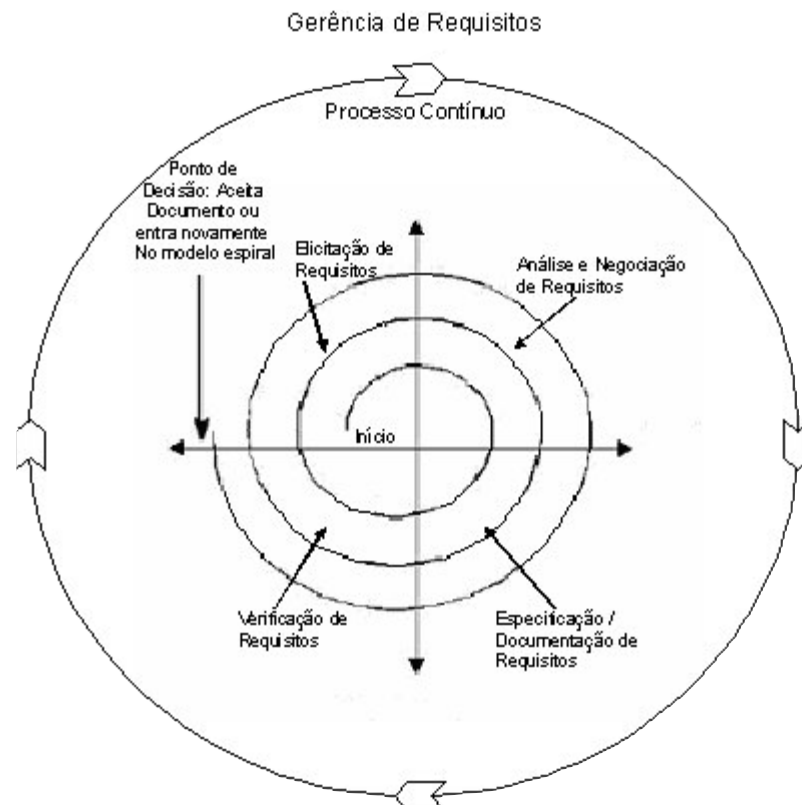 Gerência de Requisitos
Processo Contínuo
Ponto de
Decisão: Aceita
Documento ou
entra novamente
No modelo espiral
Elicitação de
Requisitos
Análise e Negociação
de Requisitos
Início
Verificação de
Requisitos
Especificação /
Documentação de
Requisitos